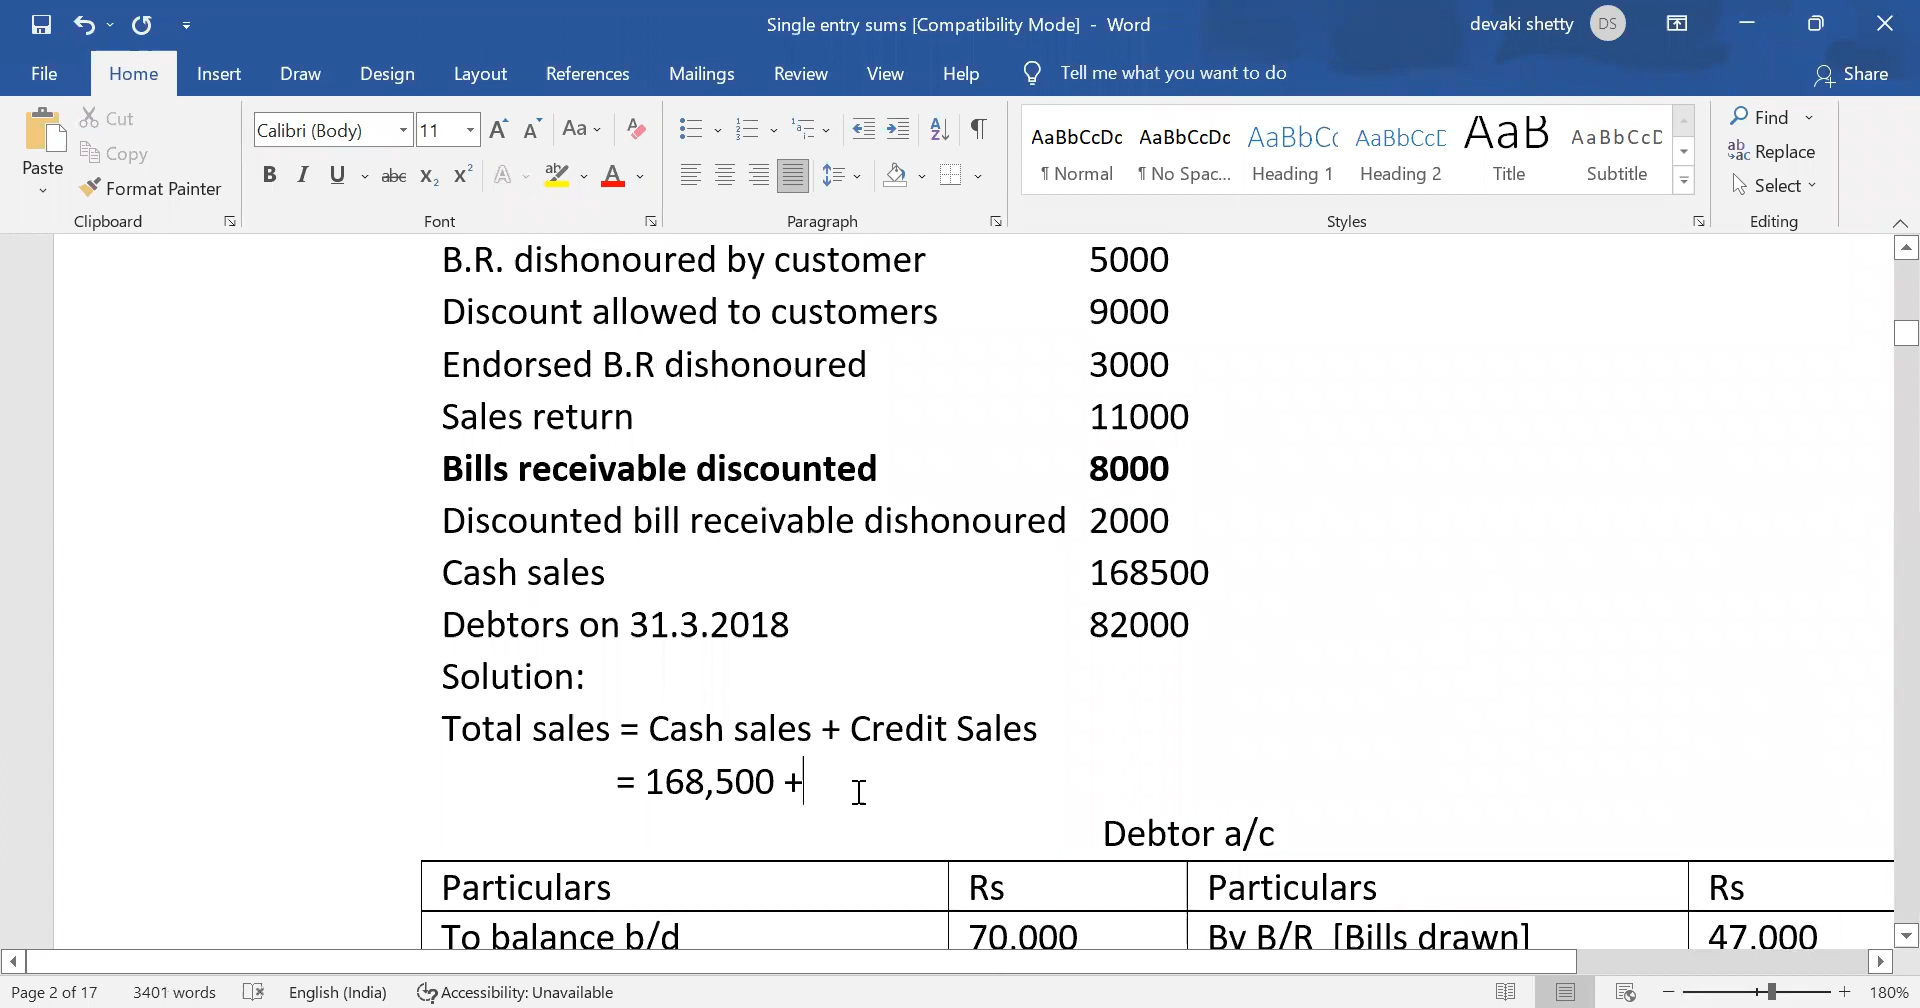 Single entry sums [Compatibility Mode] - Word
devaki shetty DS
File Home Insert Draw Design Layout References Mailings Review View Help Tell me what you want to do Share
Paste
Cut
Copy
Format Painter
Clipboard
Calibri (Body) 11
Font
Paragraph
AaBbCcDc AaBbCcDc AaBbCc AaBbCcD AaB AaBbCcD
¶ Normal ¶ No Spac... Heading 1 Heading 2 Title Subtitle
Styles
Find
Replace
Select
Editing
B.R. dishonoured by customer 5000
Discount allowed to customers 9000
Endorsed B.R dishonoured 3000
Sales return 11000
Bills receivable discounted 8000
Discounted bill receivable dishonoured 2000
Cash sales 168500
Debtors on 31.3.2018 82000
Solution:
Total sales = Cash sales + Credit Sales
= 168,500 +
Debtor a/c
Particulars Rs Particulars Rs
To balance b/d 70,000 By B/R [Bills drawn] 47,000
Page 2 of 17 3401 words English (India) Accessibility: Unavailable 180%